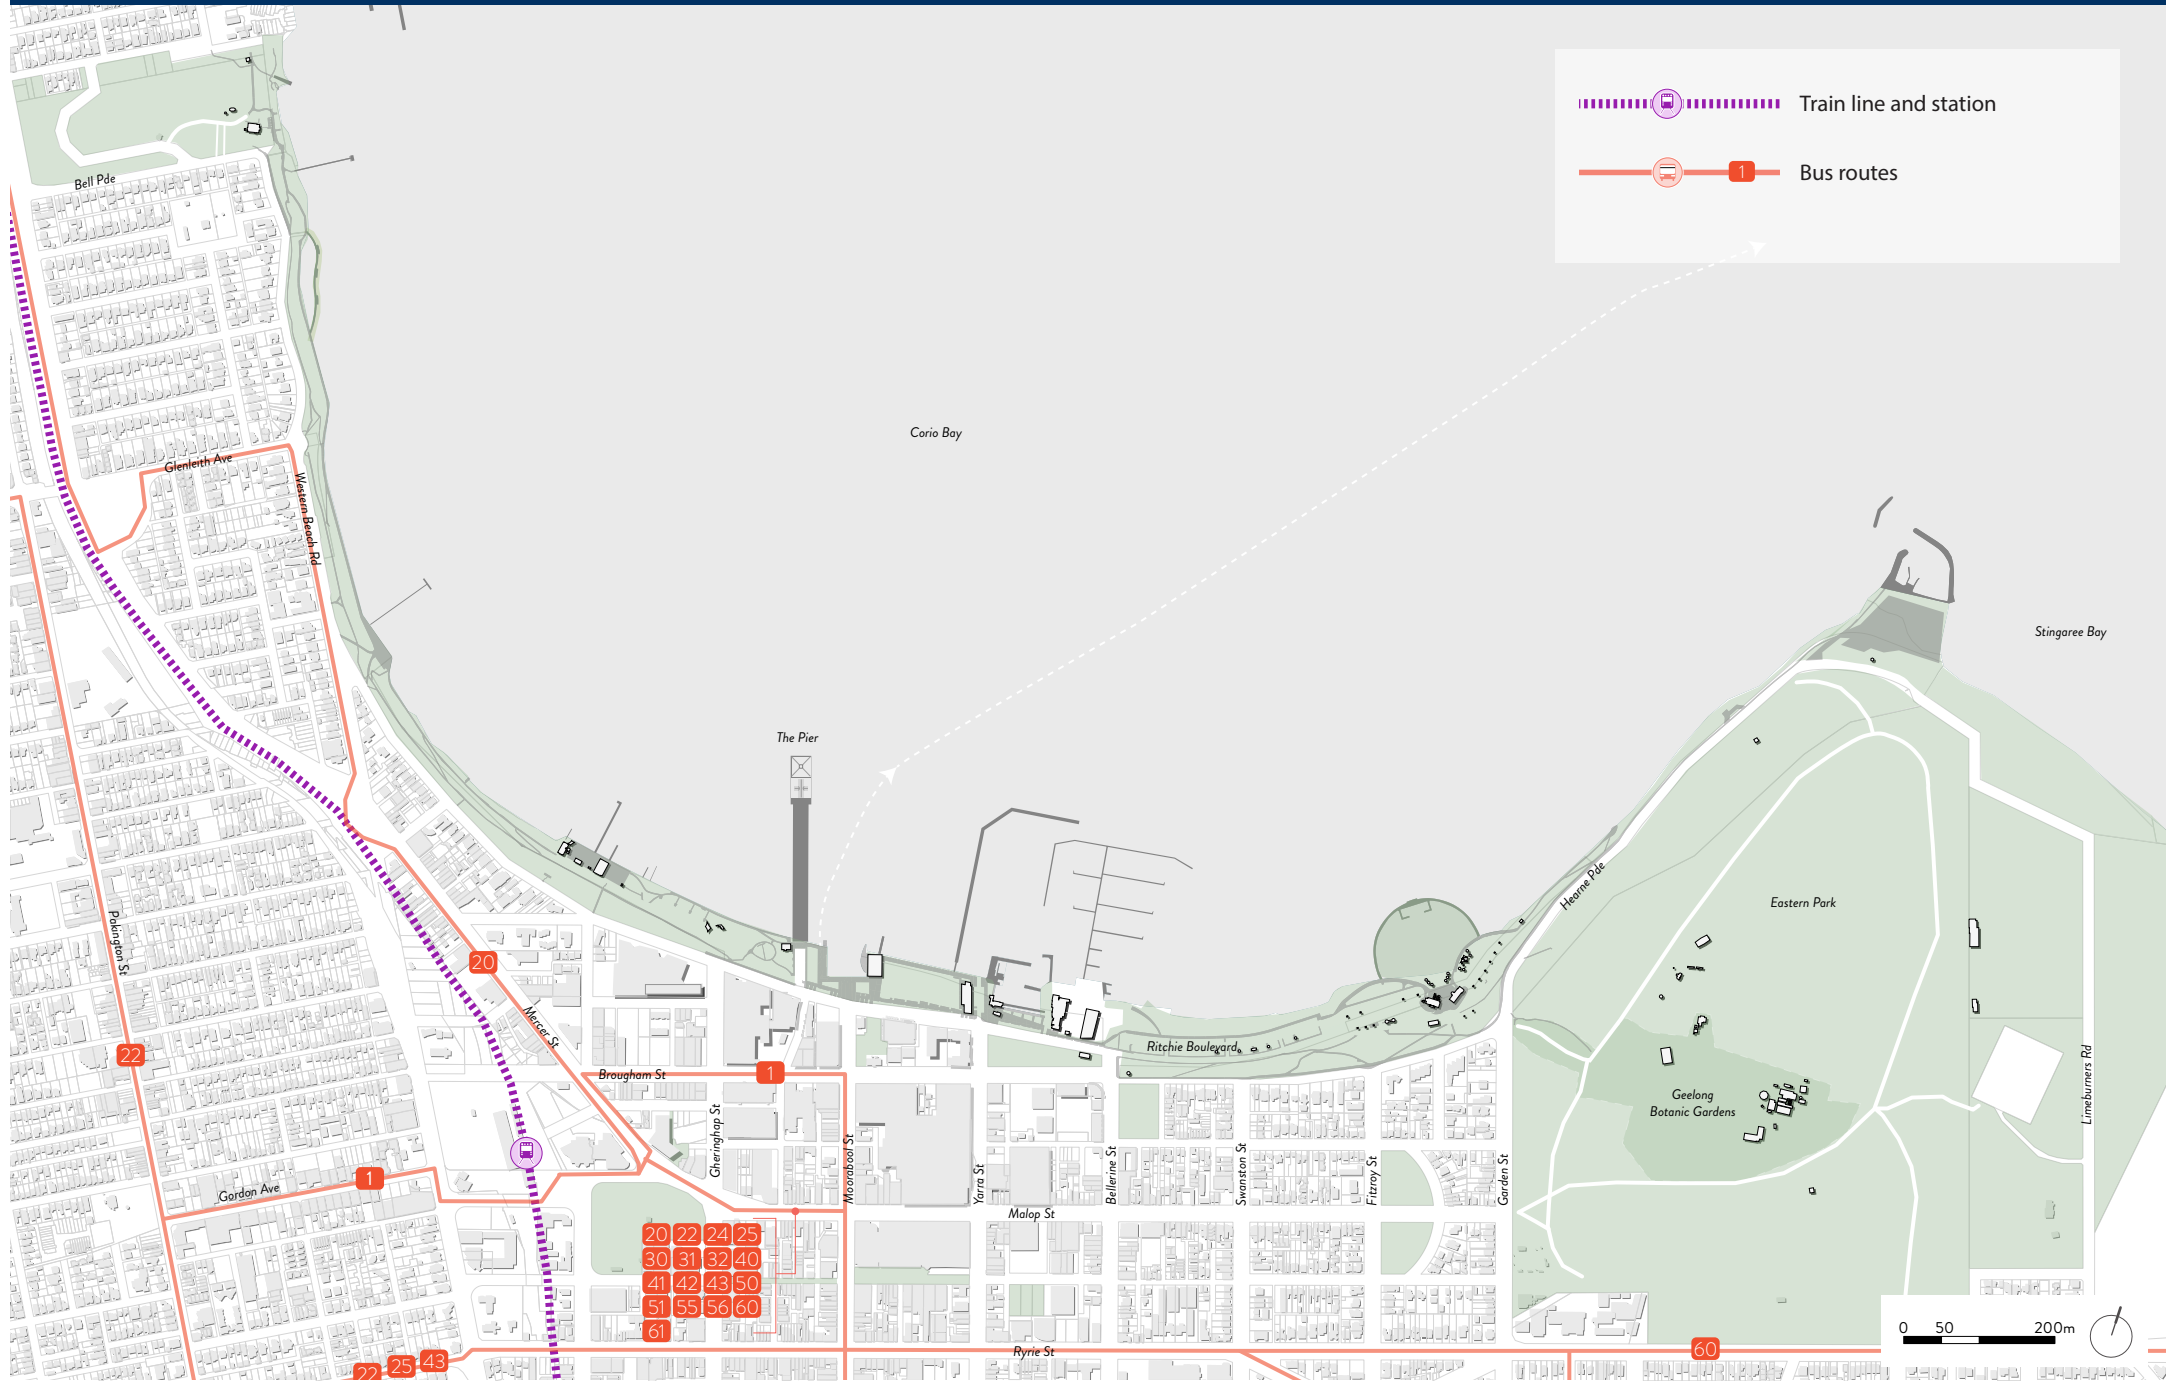 Train line and station
1
Bus routes
Bell Pde
Corio Bay
Glenleith Ave
Western Beach Rd
Stingaree Bay
The Pier
Hearne Pde
Eastern Park
Pakington St
20
Mercer St
22
Ritchie Boulevard
Brougham St
1
Geelong
Botanic Gardens
Limeburners Rd
Gheringhap St
Moorabool St
Yarra St
Bellerine St
Swanston St
Fitzroy St
Garden St
1
Gordon Ave
Malop St
20 22 24 25
30 31 32 40
41 42 43 50
51 55 56 60
61
0 50 200m
Ryrie St
60
22 25 43